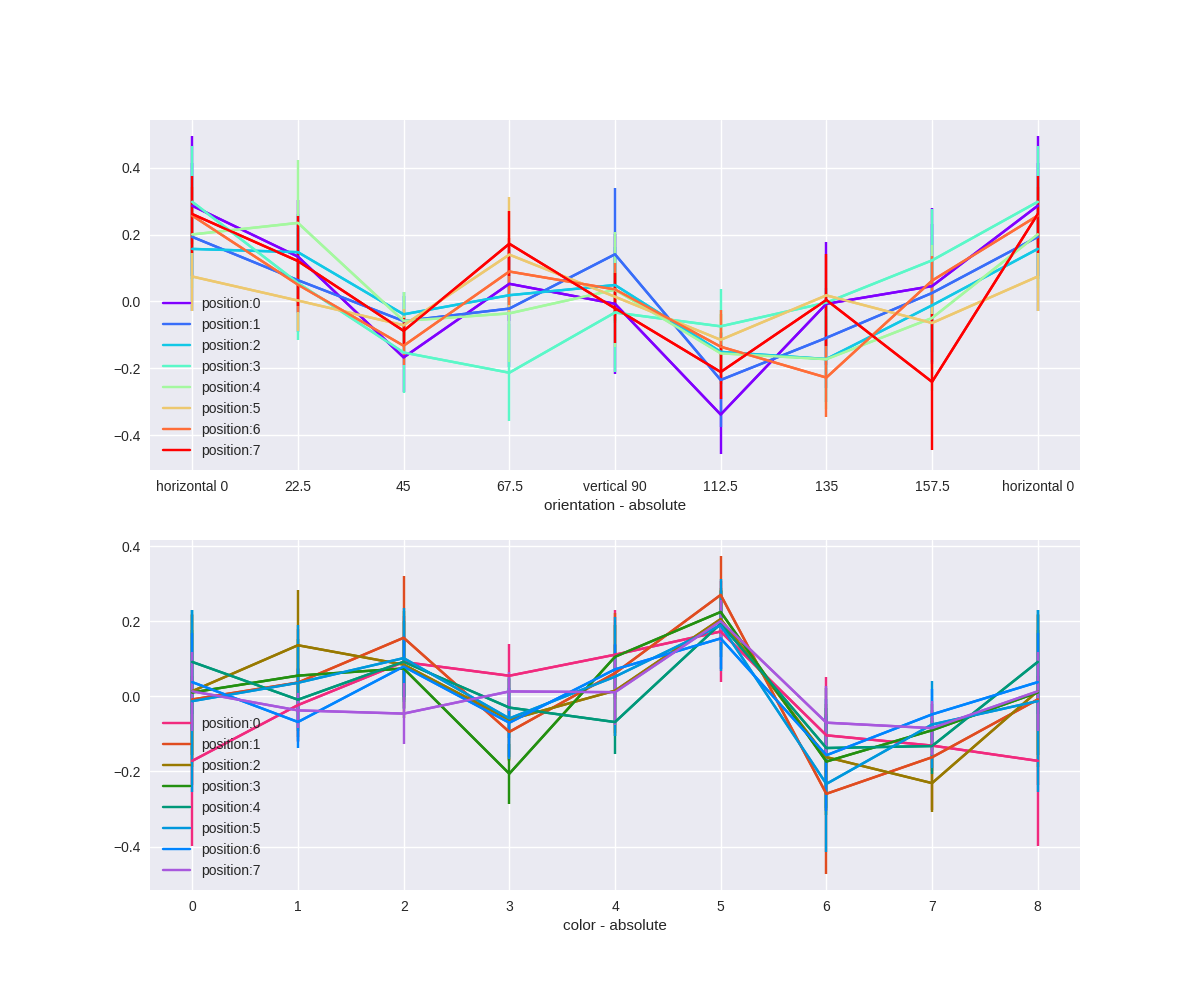 0.4
0.2
0.0
−0.2
−0.4
position:0
position:1
position:2
position:3
position:4
position:5
position:6
position:7
horizontal 0 22.5 45 67.5 vertical 90 112.5 135 157.5 horizontal 0
orientation - absolute
0.4
0.2
0.0
−0.2
−0.4
position:0
position:1
position:2
position:3
position:4
position:5
position:6
position:7
0 1 2 3 4 5 6 7 8
color - absolute